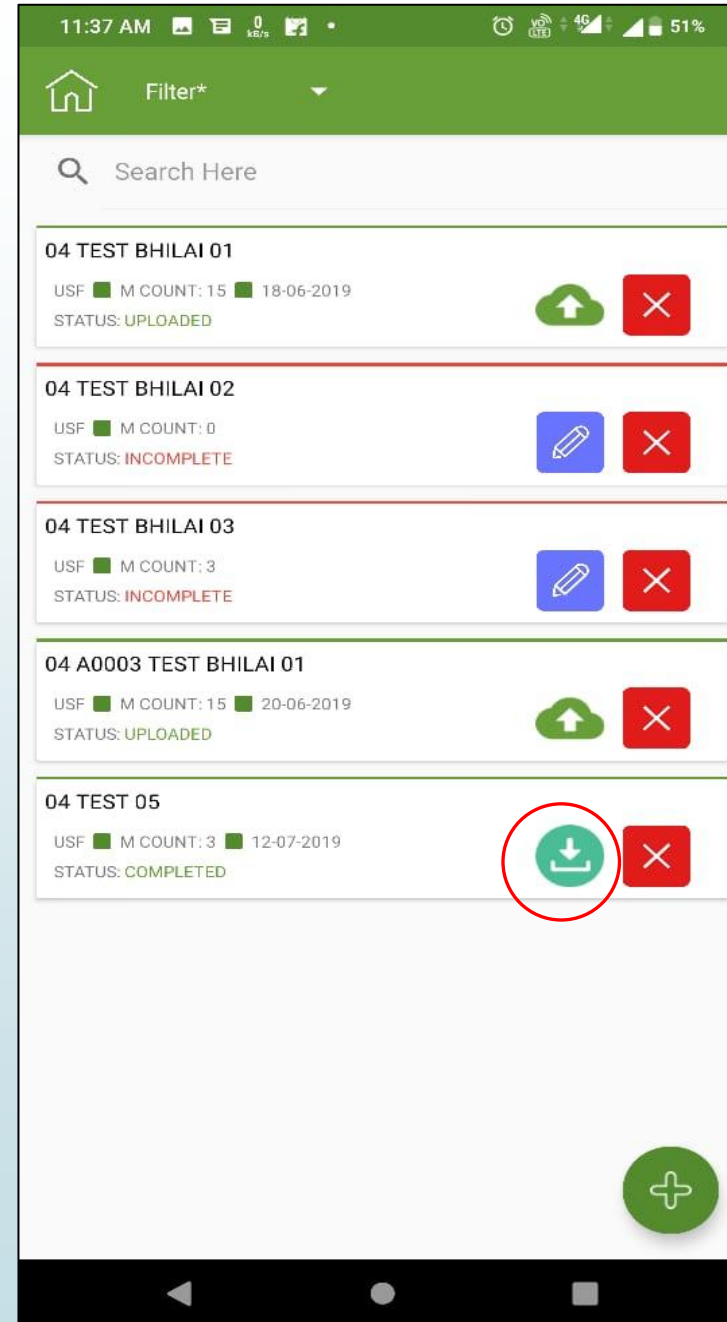 11:37 AM 0 kB/s VO LTE 4G 51%
Filter*
Search Here
04 TEST BHILAI 01
USF M COUNT: 15 18-06-2019
STATUS: UPLOADED
04 TEST BHILAI 02
USF M COUNT: 0
STATUS: INCOMPLETE
04 TEST BHILAI 03
USF M COUNT: 3
STATUS: INCOMPLETE
04 A0003 TEST BHILAI 01
USF M COUNT: 15 20-06-2019
STATUS: UPLOADED
04 TEST 05
USF M COUNT: 3 12-07-2019
STATUS: COMPLETED